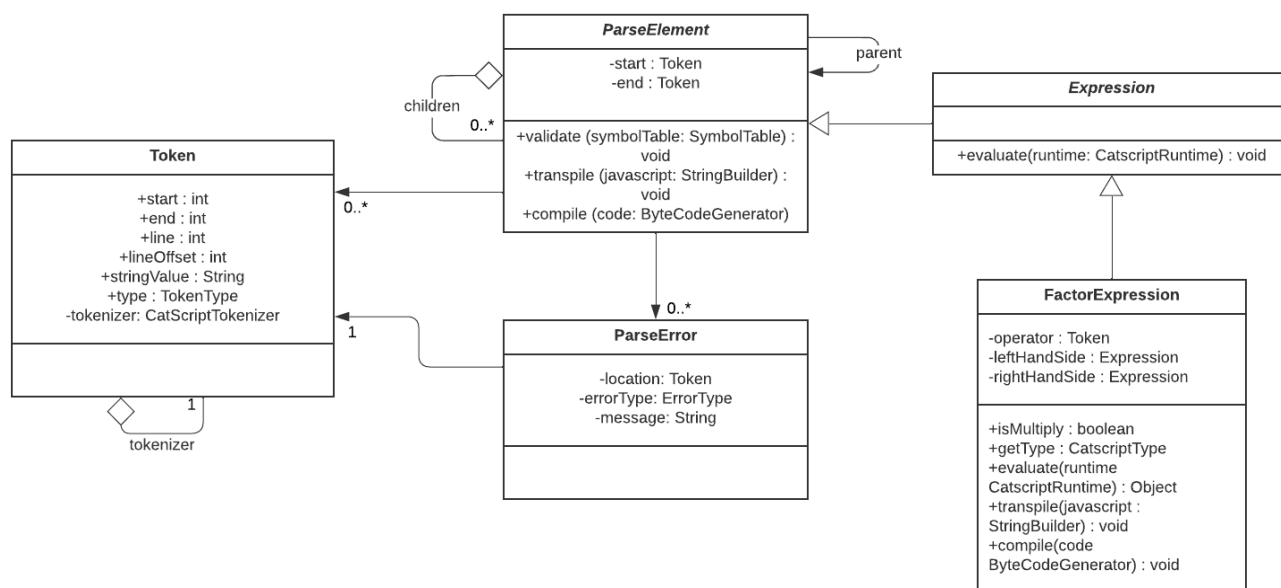 ParseElement
-start : Token
-end : Token
+validate (symbolTable: SymbolTable) :
void
+transpile (javascript: StringBuilder) :
void
+compile (code: ByteCodeGenerator)
parent
children
0..*
Expression
+evaluate(runtime: CatscriptRuntime) : void
Token
+start : int
+end : int
+line : int
+lineOffset : int
+stringValue : String
+type : TokenType
-tokenizer: CatScriptTokenizer
0..*
1
1
tokenizer
0..*
ParseError
-location: Token
-errorType: ErrorType
-message: String
FactorExpression
-operator : Token
-leftHandSide : Expression
-rightHandSide : Expression
+isMultiply : boolean
+getType : CatscriptType
+evaluate(runtime
CatscriptRuntime) : Object
+transpile(javascript :
StringBuilder) : void
+compile(code
ByteCodeGenerator) : void